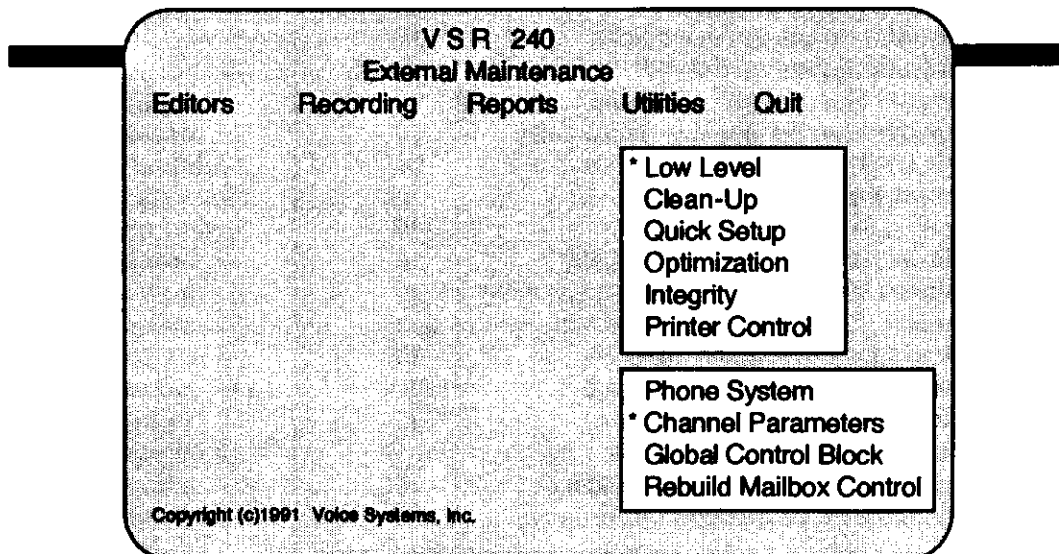 V S R 240
External Maintenance
Editors Recording Reports Utilities Quit
* Low Level
Clean-Up
Quick Setup
Optimization
Integrity
Printer Control
Phone System
* Channel Parameters
Global Control Block
Rebuild Mailbox Control
Copyright (c)1991 Voice Systems, Inc.